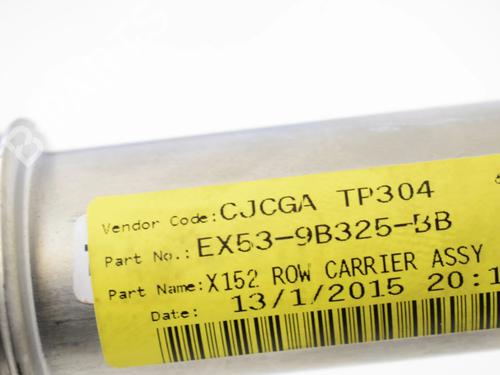 Vendor Code: CJCGA TP304
Part No.: EX53-9B325-BB
Part Name: X152 ROW CARRIER ASSY
Date: 13/1/2015 20:1